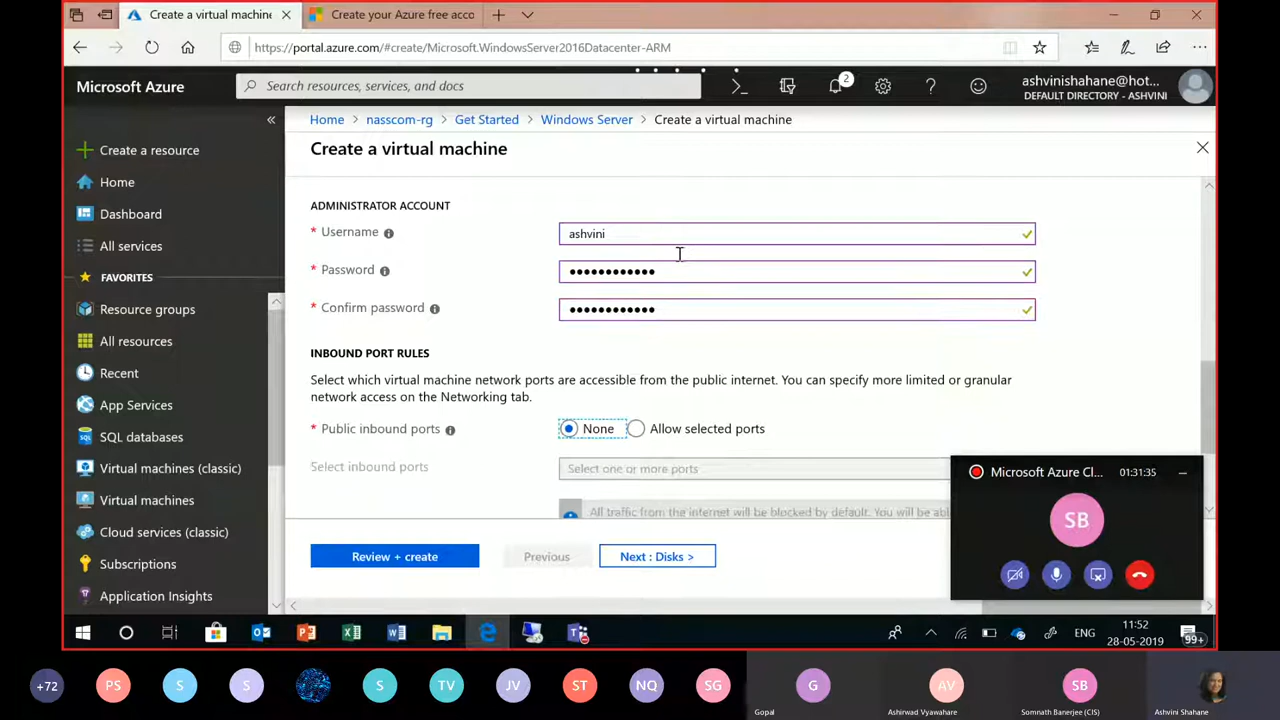 Create a virtual machine
Create your Azure free acco
https://portal.azure.com/#create/Microsoft.WindowsServer2016Datacenter-ARM
Microsoft Azure
Search resources, services, and docs
2
ashvinishahane@hot...
DEFAULT DIRECTORY - ASHVINI
Create a resource
Home
Dashboard
All services
FAVORITES
Resource groups
All resources
Recent
App Services
SQL databases
Virtual machines (classic)
Virtual machines
Cloud services (classic)
Subscriptions
Application Insights
Home > nasscom-rg > Get Started > Windows Server > Create a virtual machine
Create a virtual machine
ADMINISTRATOR ACCOUNT
* Username
ashvini
* Password
••••••••••••
* Confirm password
••••••••••••
INBOUND PORT RULES
Select which virtual machine network ports are accessible from the public internet. You can specify more limited or granular
network access on the Networking tab.
* Public inbound ports
None
Allow selected ports
Select inbound ports
Select one or more ports
All traffic from the internet will be blocked by default. You will be abl
Review + create
Previous
Next : Disks >
Microsoft Azure Cl...
01:31:35
SB
ENG
11:52
28-05-2019
99+
+72
PS
S
S
S
TV
JV
ST
NQ
SG
G
Gopal
AV
Ashirwad Vyawahare
SB
Somnath Banerjee (CIS)
Ashvini Shahane